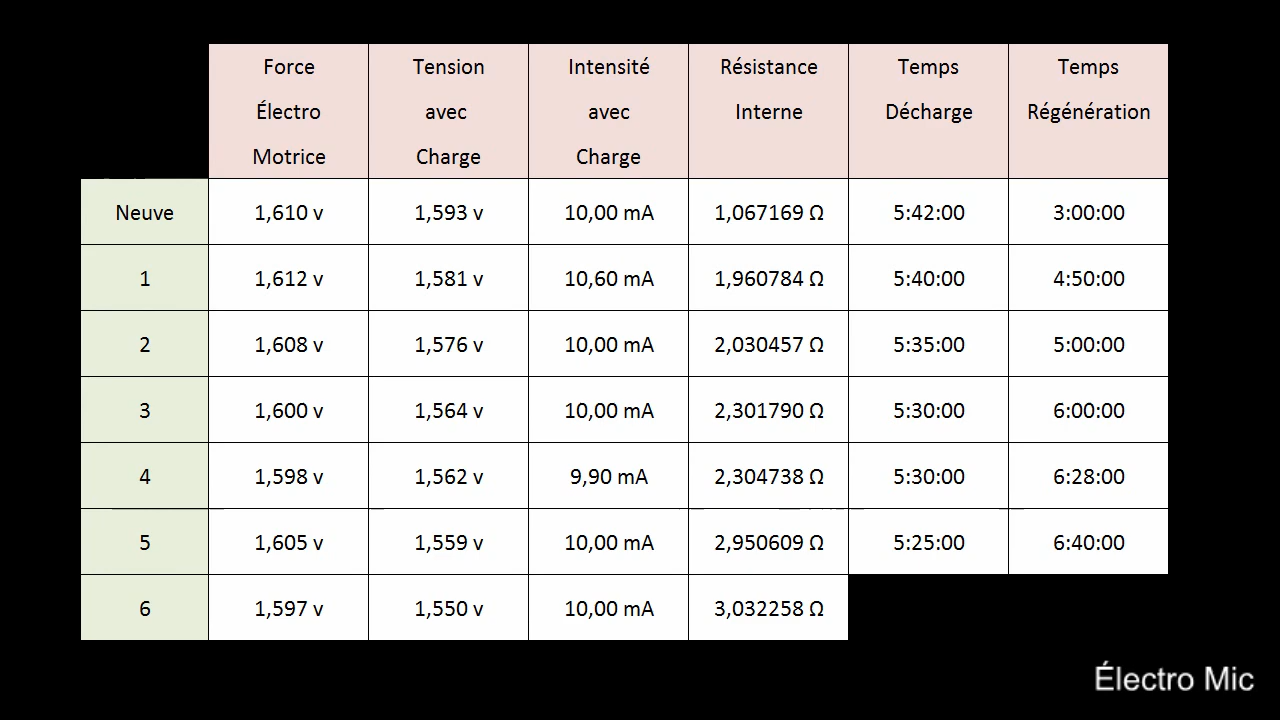 Force Électro Motrice	Tension avec Charge	Intensité avec Charge	Résistance Interne	Temps Décharge	Temps Régénération
Neuve	1,610 v	1,593 v	10,00 mA	1,067169 Ω	5:42:00	3:00:00
1	1,612 v	1,581 v	10,60 mA	1,960784 Ω	5:40:00	4:50:00
2	1,608 v	1,576 v	10,00 mA	2,030457 Ω	5:35:00	5:00:00
3	1,600 v	1,564 v	10,00 mA	2,301790 Ω	5:30:00	6:00:00
4	1,598 v	1,562 v	9,90 mA	2,304738 Ω	5:30:00	6:28:00
5	1,605 v	1,559 v	10,00 mA	2,950609 Ω	5:25:00	6:40:00
6	1,597 v	1,550 v	10,00 mA	3,032258 Ω
Électro Mic